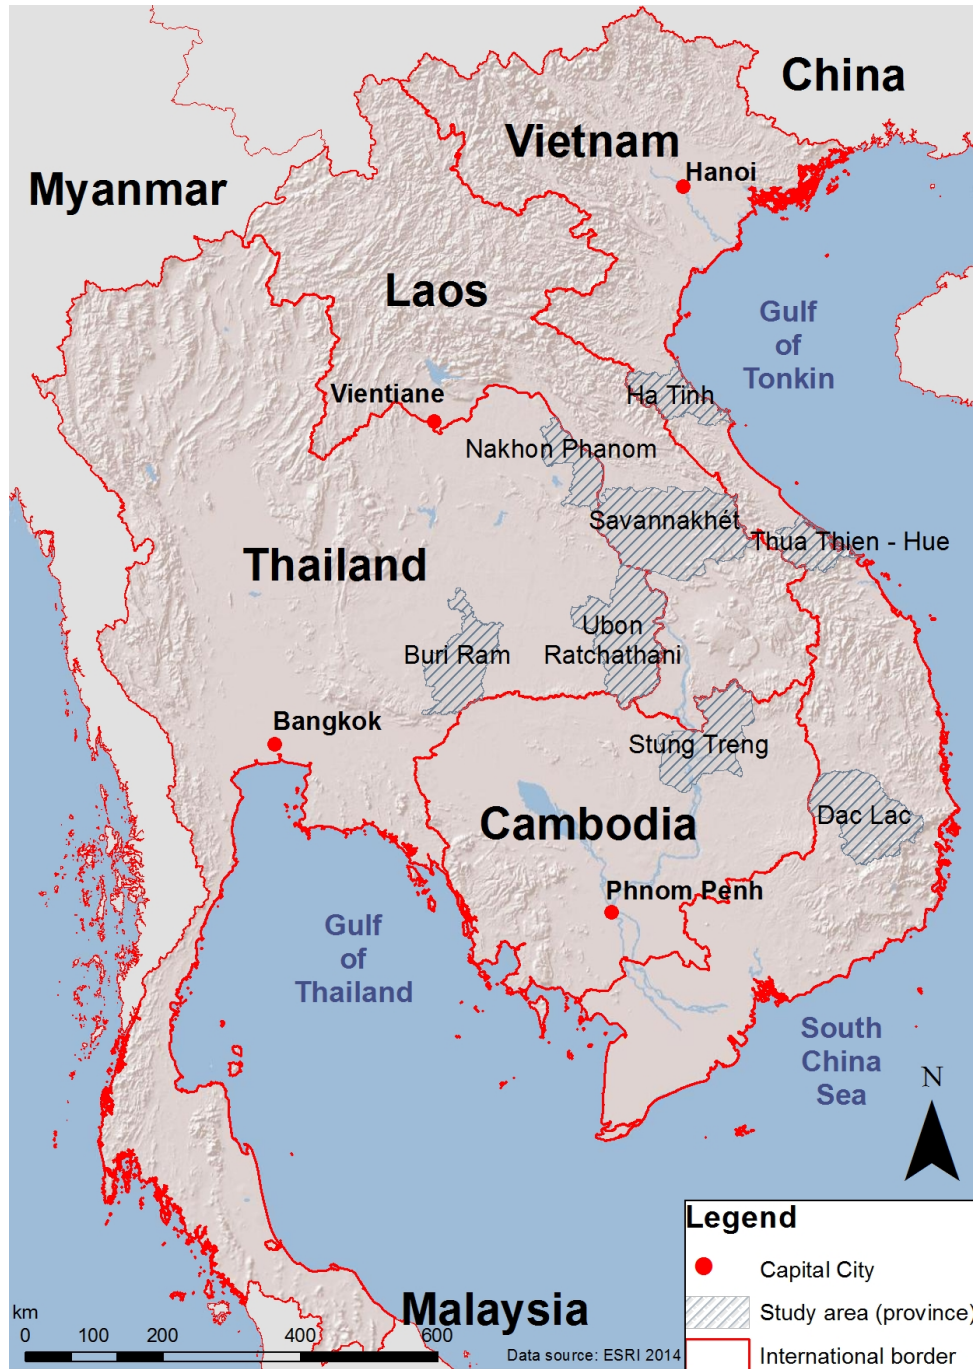 China
Vietnam
Hanoi
Myanmar
Laos
Gulf
of
Tonkin
Vientiane
Ha Tinh
Nakhon Phanom
Savannakhét
Thua Thien - Hue
Thailand
Ubon
Ratchathani
Buri Ram
Bangkok
Stung Treng
Cambodia
Dac Lac
Phnom Penh
Gulf
of
Thailand
South
China
Sea
N
Legend
Capital City
Study area (province)
International border
Malaysia
km
0 100 200 400 600
Data source: ESRI 2014